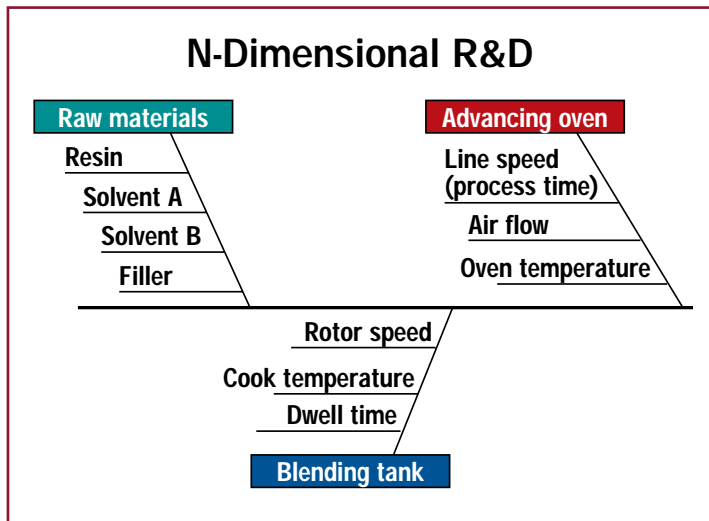 N-Dimensional R&D
Raw materials
Resin
Solvent A
Solvent B
Filler
Advancing oven
Line speed
(process time)
Air flow
Oven temperature
Rotor speed
Cook temperature
Dwell time
Blending tank